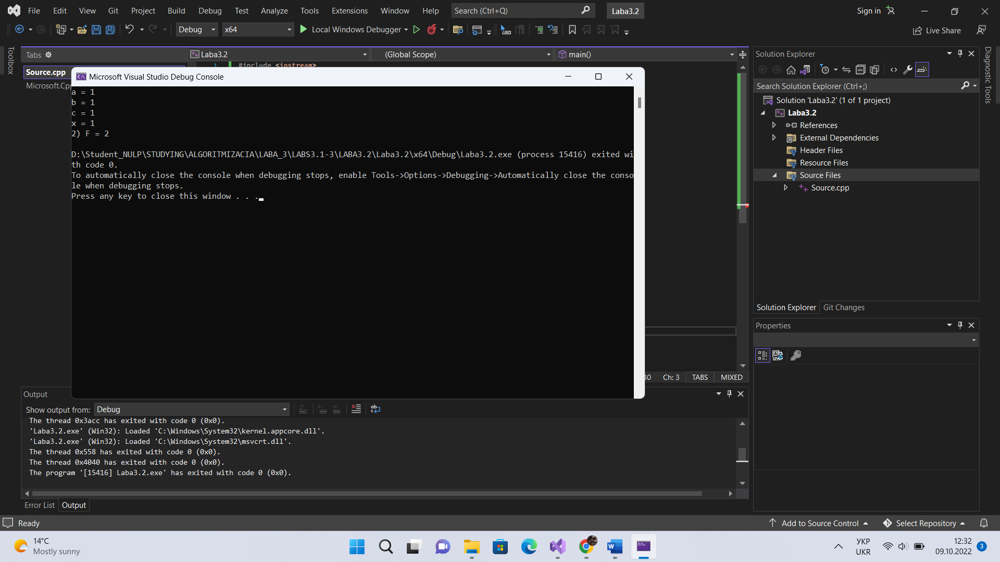 File Edit View Git Project Build Debug Test Analyze Tools Extensions Window Help Search (Ctrl+Q) Laba3.2 Sign in
Debug x64 Local Windows Debugger Live Share
Toolbox
Tabs
Laba3.2 (Global Scope) main()
Source.cpp
1 #include <iostream>
Microsoft Visual Studio Debug Console
a = 1
b = 1
c = 1
x = 1
2) F = 2
D:\Student_NULP\STUDYING\ALGORITMIZACIA\LABA_3\LABS3.1-3\LABA3.2\Laba3.2\x64\Debug\Laba3.2.exe (process 15416) exited wi
th code 0.
To automatically close the console when debugging stops, enable Tools->Options->Debugging->Automatically close the conso
le when debugging stops.
Press any key to close this window . . .
Ch: 3 TABS MIXED
Output
Show output from: Debug
The thread 0x3acc has exited with code 0 (0x0).
'Laba3.2.exe' (Win32): Loaded 'C:\Windows\System32\kernel.appcore.dll'.
'Laba3.2.exe' (Win32): Loaded 'C:\Windows\System32\msvcrt.dll'.
The thread 0x558 has exited with code 0 (0x0).
The thread 0x4040 has exited with code 0 (0x0).
The program '[15416] Laba3.2.exe' has exited with code 0 (0x0).
Error List Output
Solution Explorer
Search Solution Explorer (Ctrl+;)
Solution 'Laba3.2' (1 of 1 project)
Laba3.2
References
External Dependencies
Header Files
Resource Files
Source Files
Source.cpp
Solution Explorer Git Changes
Properties
Diagnostic Tools
Ready Add to Source Control Select Repository
14°C
Mostly sunny
УКР
UKR
12:32
09.10.2022
3